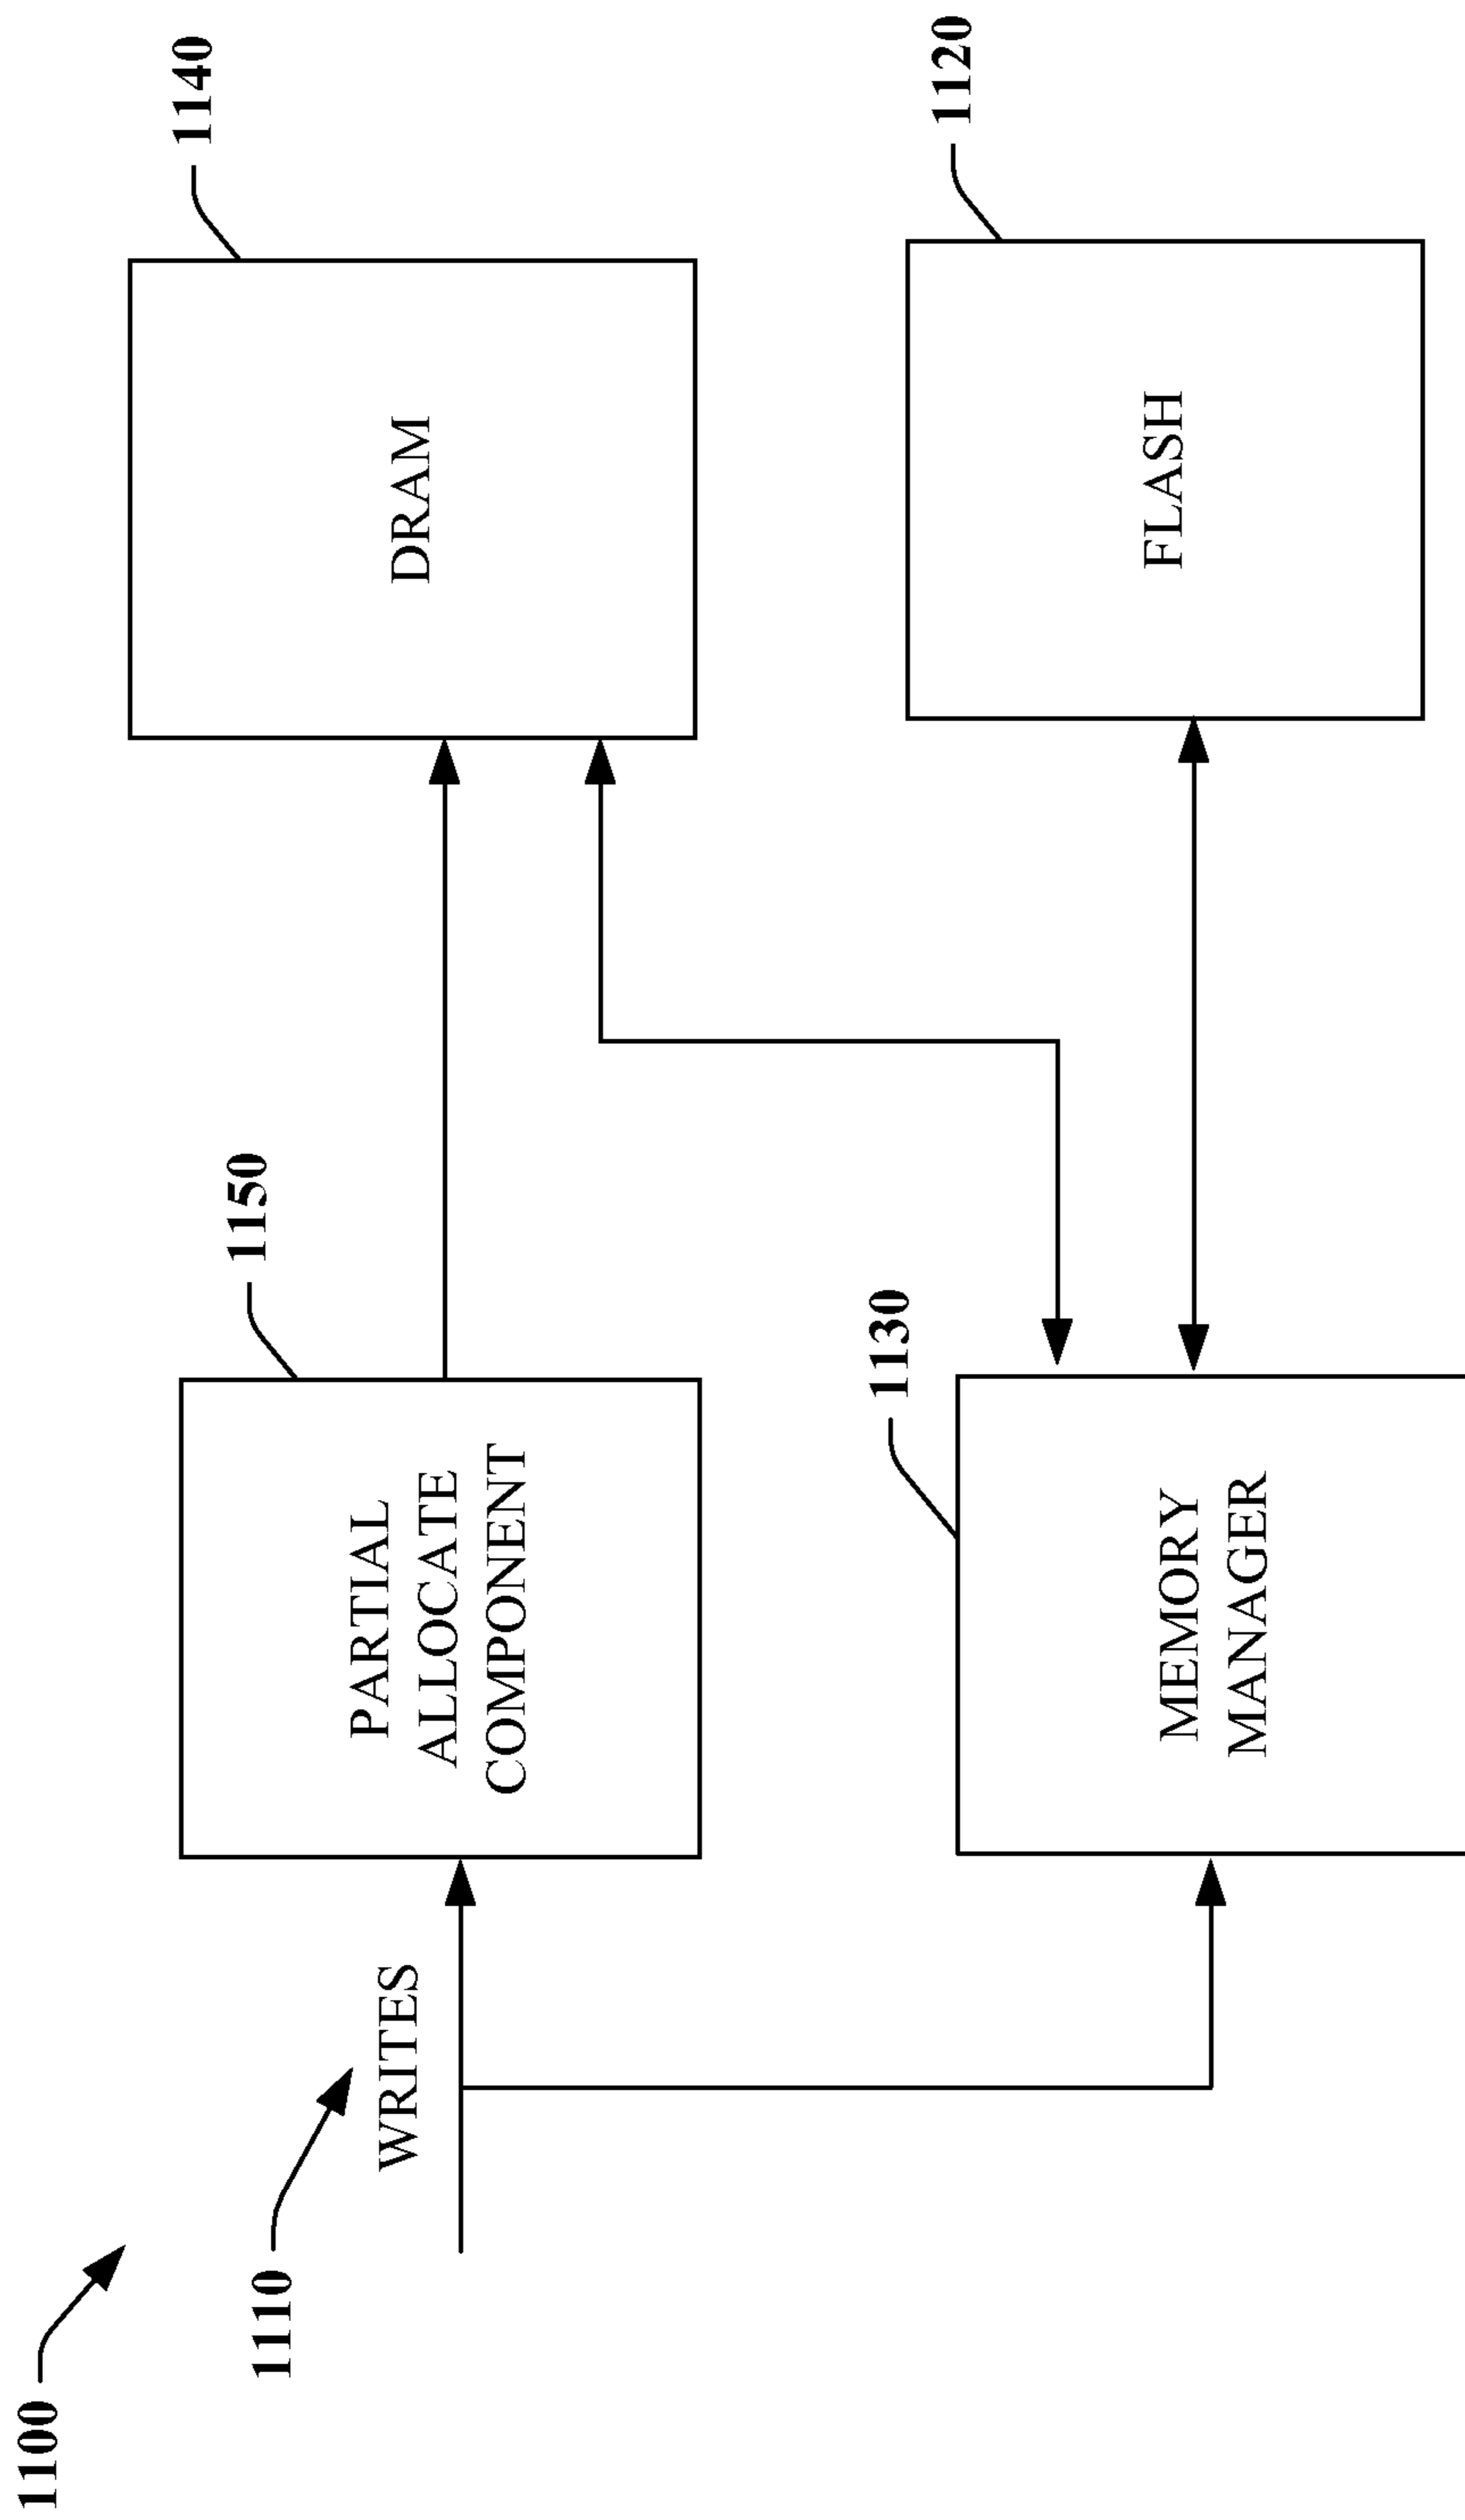 1100
1110
WRITES
1150
PARTIAL
ALLOCATE
COMPONENT
1140
DRAM
1130
MEMORY
MANAGER
1120
FLASH